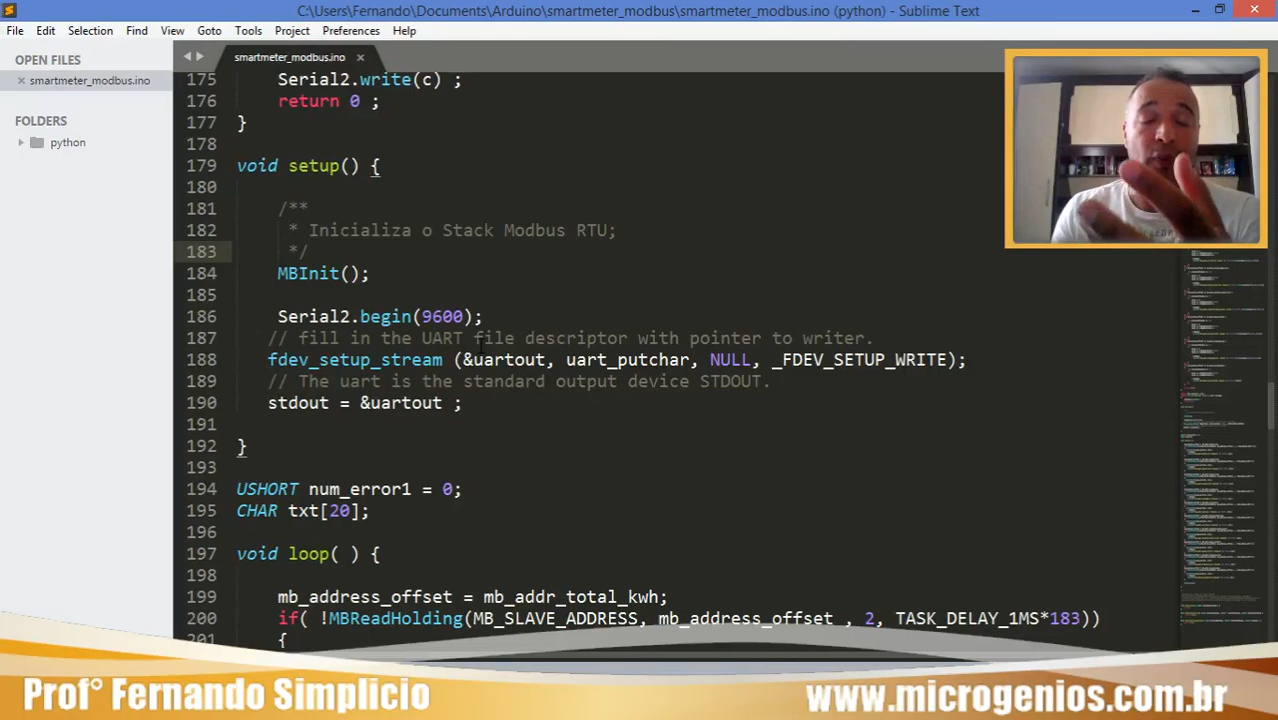 C:\Users\Fernando\Documents\Arduino\smartmeter_modbus\smartmeter_modbus.ino (python) - Sublime Text
File Edit Selection Find View Goto Tools Project Preferences Help
OPEN FILES
smartmeter_modbus.ino
FOLDERS
python
smartmeter_modbus.ino
175 Serial2.write(c) ;
176 return 0 ;
177 }
178
179 void setup() {
180
181 /**
182 * Inicializa o Stack Modbus RTU;
183 */
184 MBInit();
185
186 Serial2.begin(9600);
187 // fill in the UART file descriptor with pointer to writer.
188 fdev_setup_stream (&uartout, uart_putchar, NULL, _FDEV_SETUP_WRITE);
189 // The uart is the standard output device STDOUT.
190 stdout = &uartout ;
191
192 }
193
194 USHORT num_error1 = 0;
195 CHAR txt[20];
196
197 void loop( ) {
198
199 mb_address_offset = mb_addr_total_kwh;
200 if( !MBReadHolding(MB_SLAVE_ADDRESS, mb_address_offset , 2, TASK_DELAY_1MS*183))
201 {
Prof° Fernando Simplicio
www.microgenios.com.br